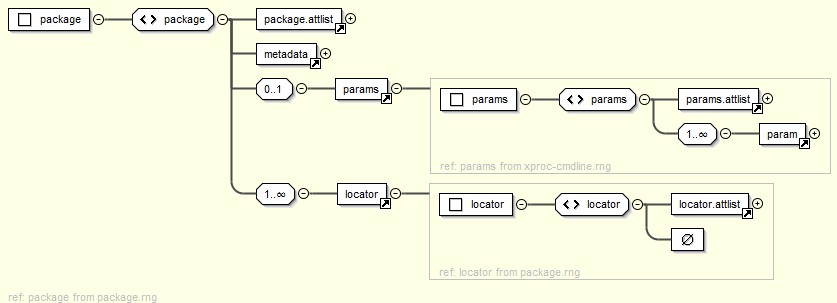 package
package
package.attlist
metadata
0..1
params
params
params
params.attlist
1..∞
param
ref: params from xproc-cmdline.rng
1..∞
locator
locator
locator
locator.attlist
∅
ref: locator from package.rng
ref: package from package.rng